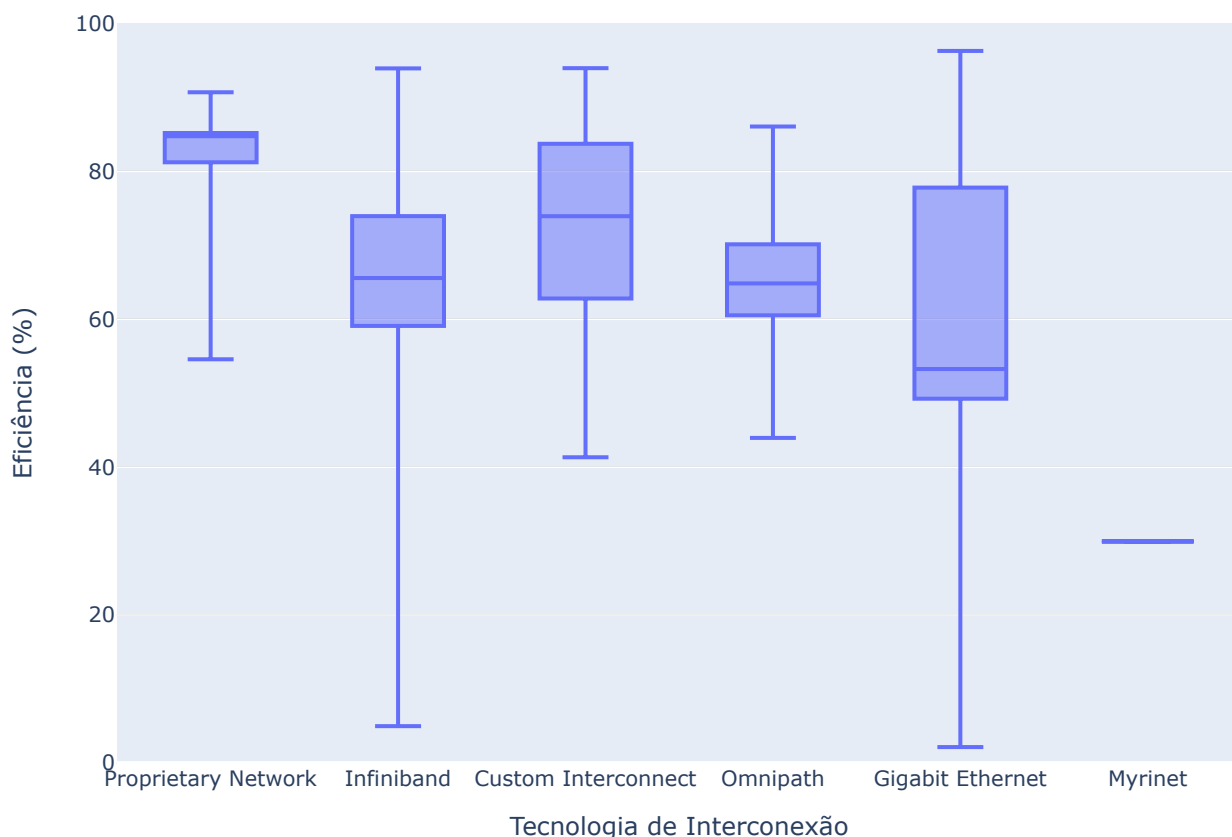 100
80
60
40
20
0
Eficiência (%)
Proprietary Network Infiniband Custom Interconnect Omnipath Gigabit Ethernet Myrinet
Tecnologia de Interconexão